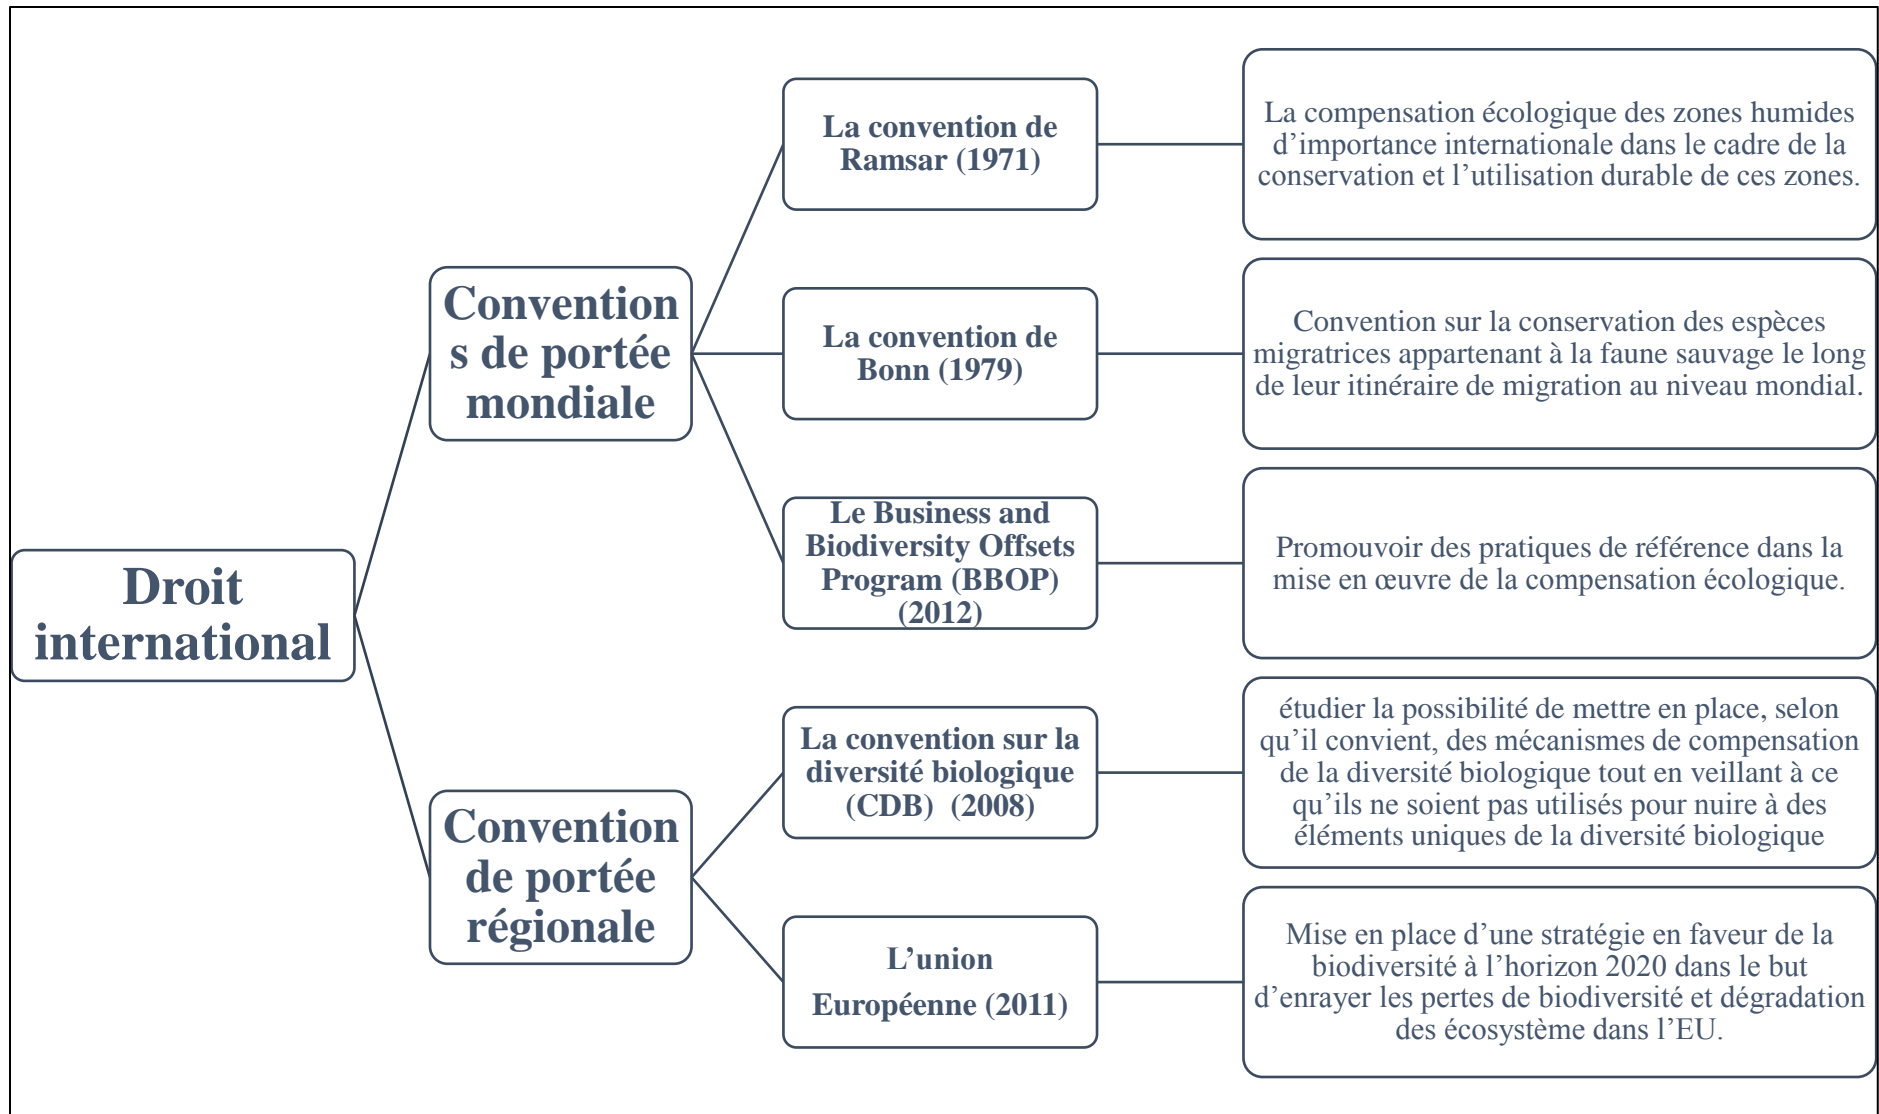 Droit
international
Convention
s de portée
mondiale
La convention de
Ramsar (1971)
La compensation écologique des zones humides
d’importance internationale dans le cadre de la
conservation et l’utilisation durable de ces zones.
La convention de
Bonn (1979)
Convention sur la conservation des espèces
migratrices appartenant à la faune sauvage le long
de leur itinéraire de migration au niveau mondial.
Le Business and
Biodiversity Offsets
Program (BBOP)
(2012)
Promouvoir des pratiques de référence dans la
mise en œuvre de la compensation écologique.
Convention
de portée
régionale
La convention sur la
diversité biologique
(CDB)  (2008)
étudier la possibilité de mettre en place, selon
qu’il convient, des mécanismes de compensation
de la diversité biologique tout en veillant à ce
qu’ils ne soient pas utilisés pour nuire à des
éléments uniques de la diversité biologique
L’union
Européenne (2011)
Mise en place d’une stratégie en faveur de la
biodiversité à l’horizon 2020 dans le but
d’enrayer les pertes de biodiversité et dégradation
des écosystème dans l’EU.